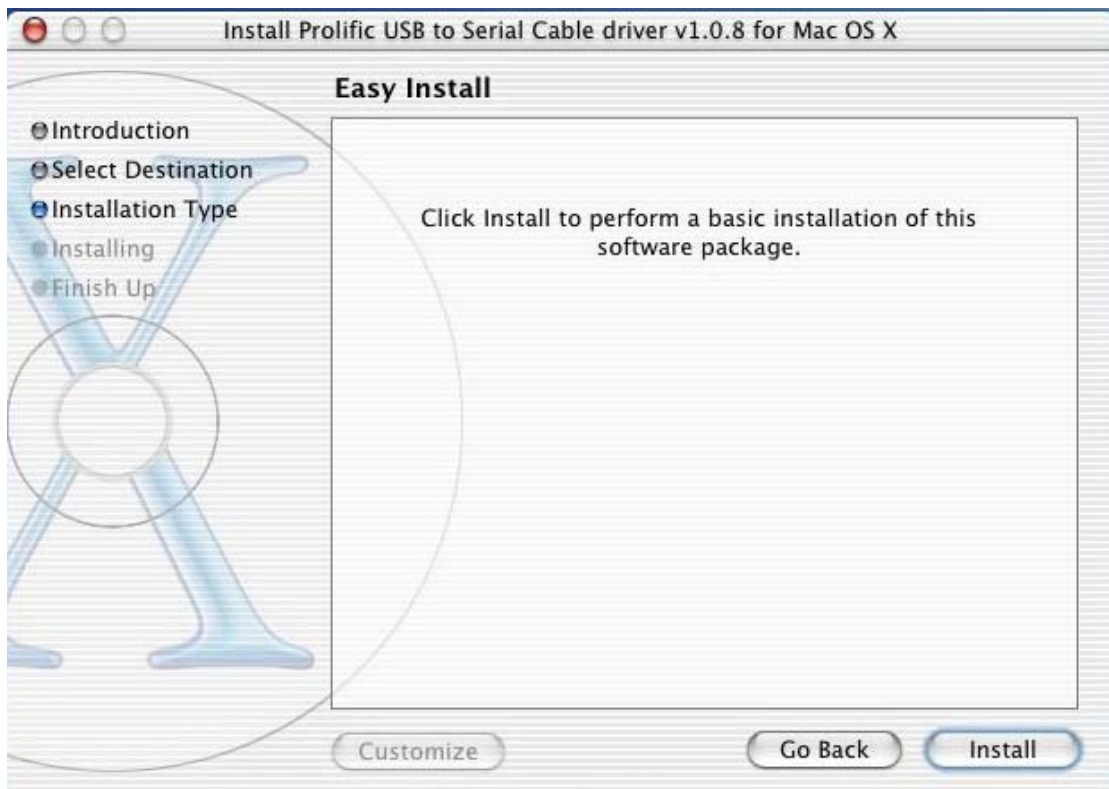 Install Prolific USB to Serial Cable driver v1.0.8 for Mac OS X
Easy Install
Introduction
Select Destination
Installation Type
Installing
Finish Up
Click Install to perform a basic installation of this
software package.
Customize
Go Back
Install